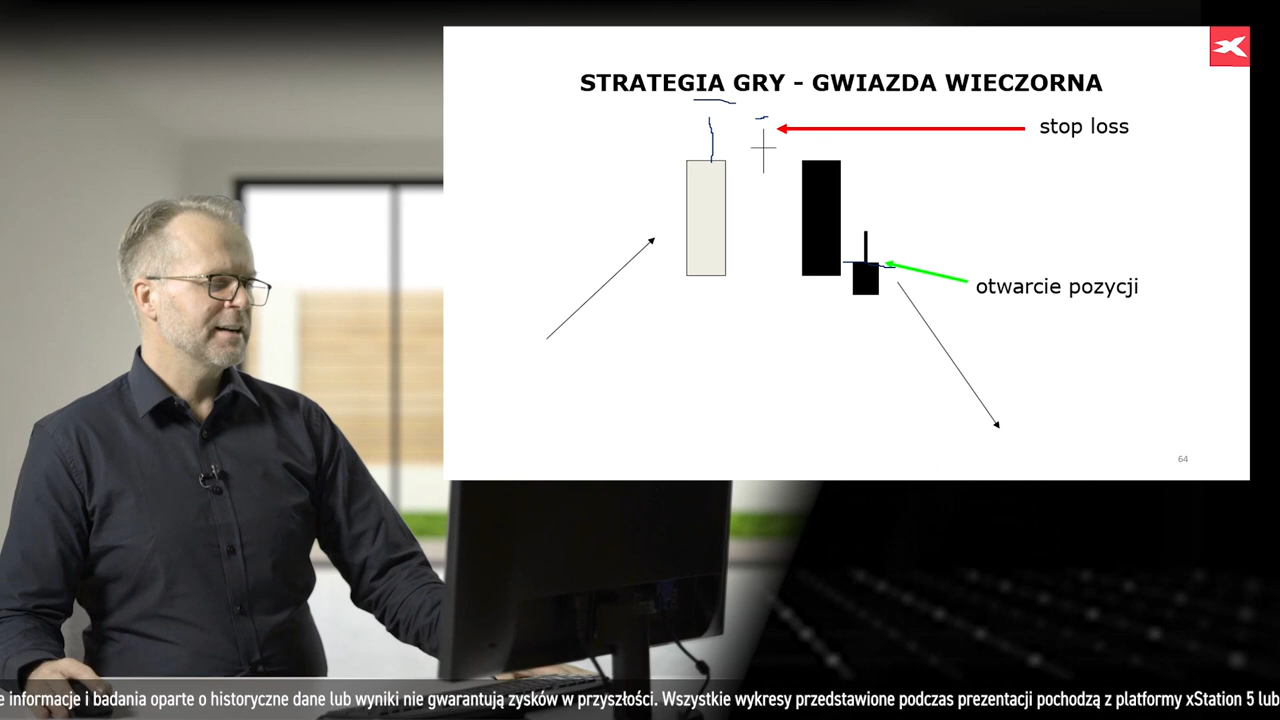 STRATEGIA GRY - GWIAZDA WIECZORNA
stop loss
otwarcie pozycji
64
e informacje i badania oparte o historyczne dane lub wyniki nie gwarantują zysków w przyszłości. Wszystkie wykresy przedstawione podczas prezentacji pochodzą z platformy xStation 5 lub